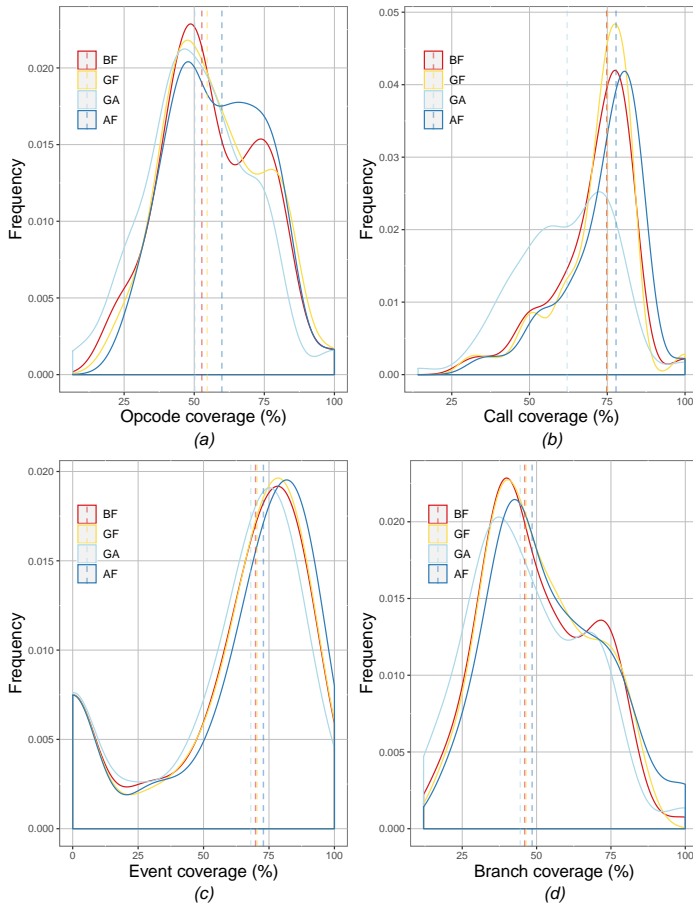 BF
GF
GA
AF
Frequency
0.020
0.015
0.010
0.005
0.000
25
50
75
100
Opcode coverage (%)
(a)
BF
GF
GA
AF
Frequency
0.05
0.04
0.03
0.02
0.01
0.00
25
50
75
100
Call coverage (%)
(b)
BF
GF
GA
AF
Frequency
0.020
0.015
0.010
0.005
0.000
0
25
50
75
100
Event coverage (%)
(c)
BF
GF
GA
AF
Frequency
0.020
0.015
0.010
0.005
0.000
25
50
75
100
Branch coverage (%)
(d)